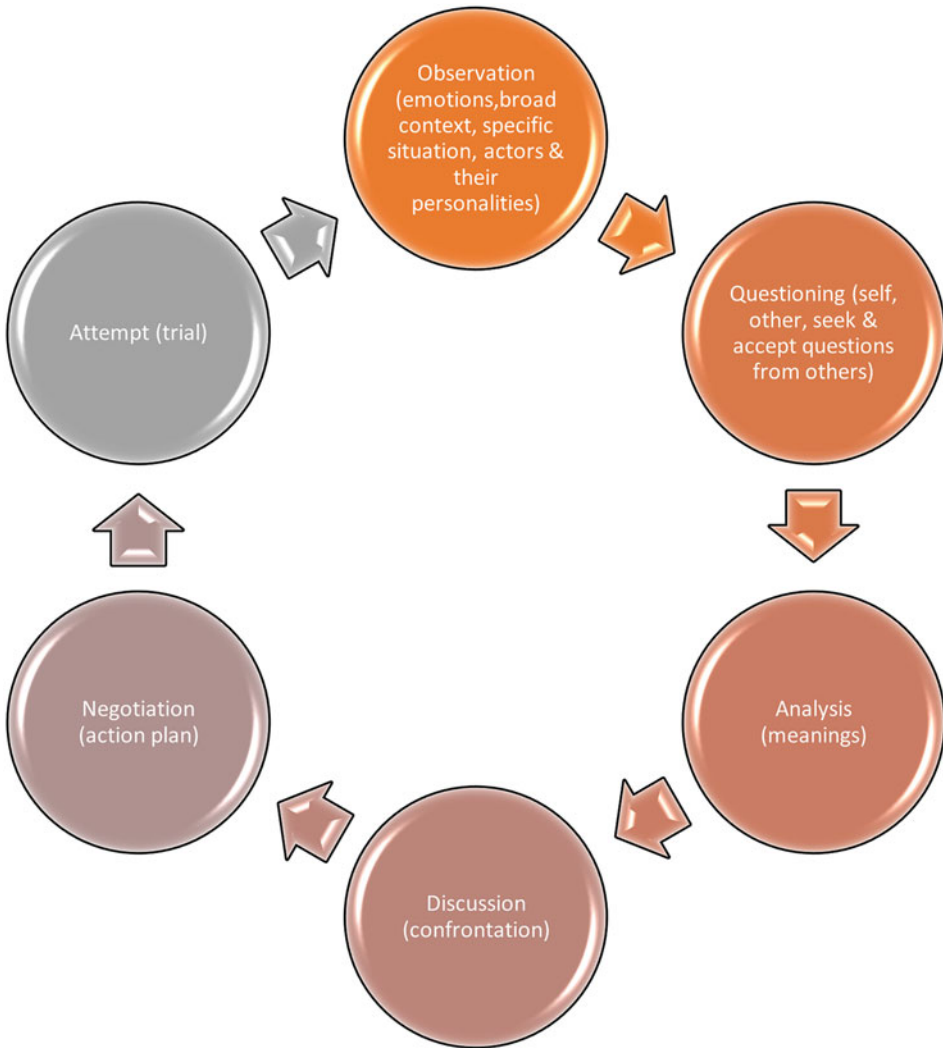 Observation
(emotions,broad
context, specific
situation, actors &
their
personalities)
Questioning (self,
other, seek &
accept questions
from others)
Analysis
(meanings)
Discussion
(confrontation)
Negotiation
(action plan)
Attempt (trial)